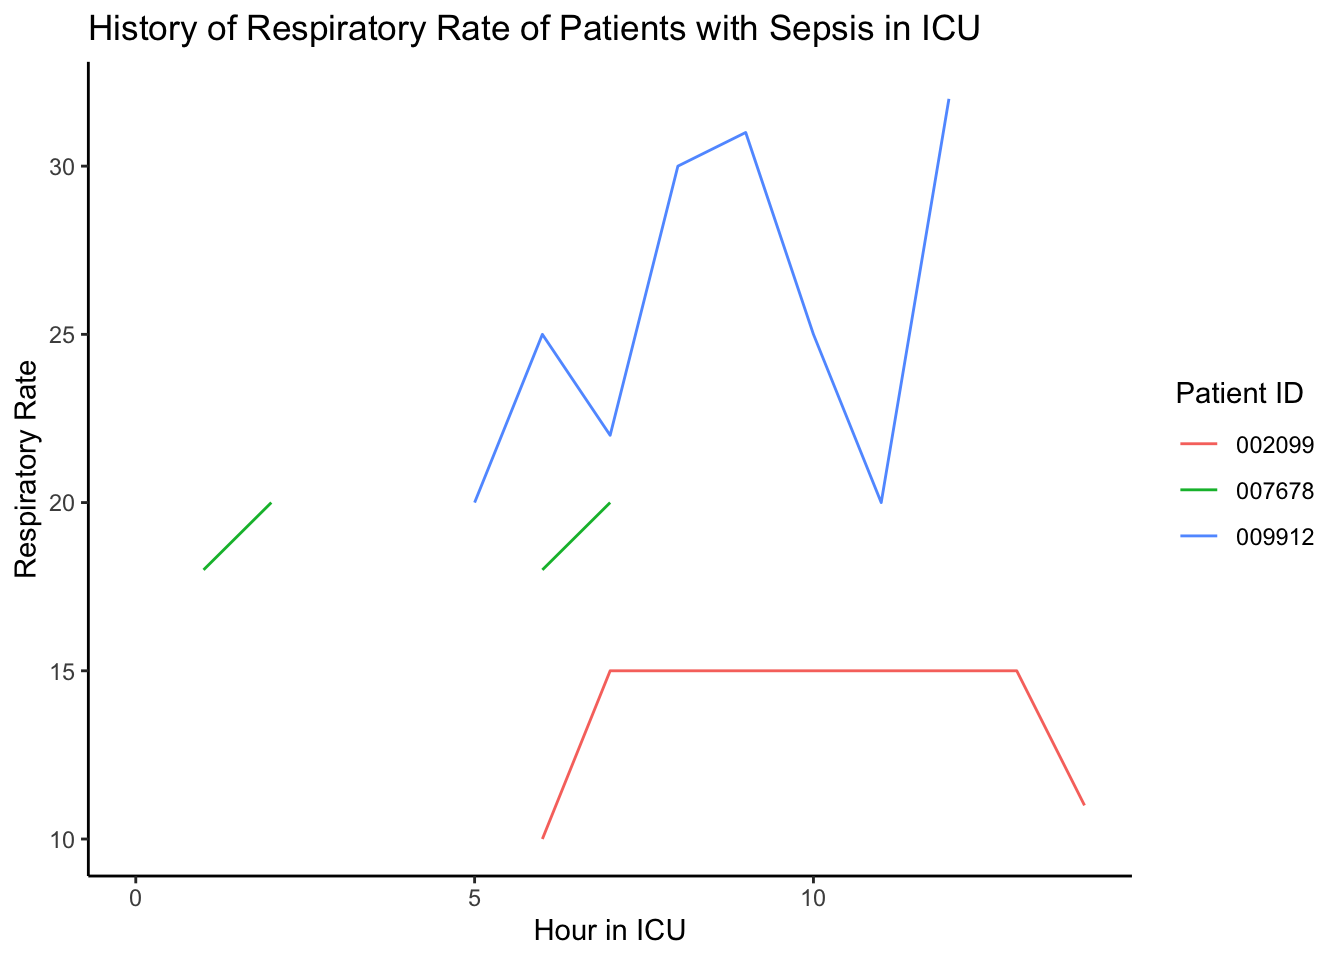 History of Respiratory Rate of Patients with Sepsis in ICU
30
25
20
15
10
Respiratory Rate
0 5 10
Hour in ICU
Patient ID
002099
007678
009912